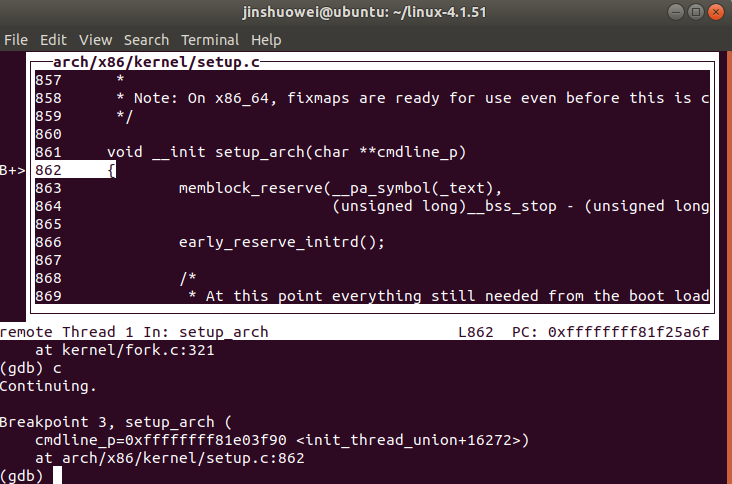 jinshuowei@ubuntu: ~/linux-4.1.51
File Edit View Search Terminal Help
arch/x86/kernel/setup.c
857 *
858 * Note: On x86_64, fixmaps are ready for use even before this is c
859 */
860
861 void __init setup_arch(char **cmdline_p)
B+> 862 {
863 memblock_reserve(__pa_symbol(_text),
864 (unsigned long)__bss_stop - (unsigned long
865
866 early_reserve_initrd();
867
868 /*
869 * At this point everything still needed from the boot load
remote Thread 1 In: setup_arch L862 PC: 0xffffffff81f25a6f
at kernel/fork.c:321
(gdb) c
Continuing.
Breakpoint 3, setup_arch (
cmdline_p=0xffffffff81e03f90 <init_thread_union+16272>)
at arch/x86/kernel/setup.c:862
(gdb)